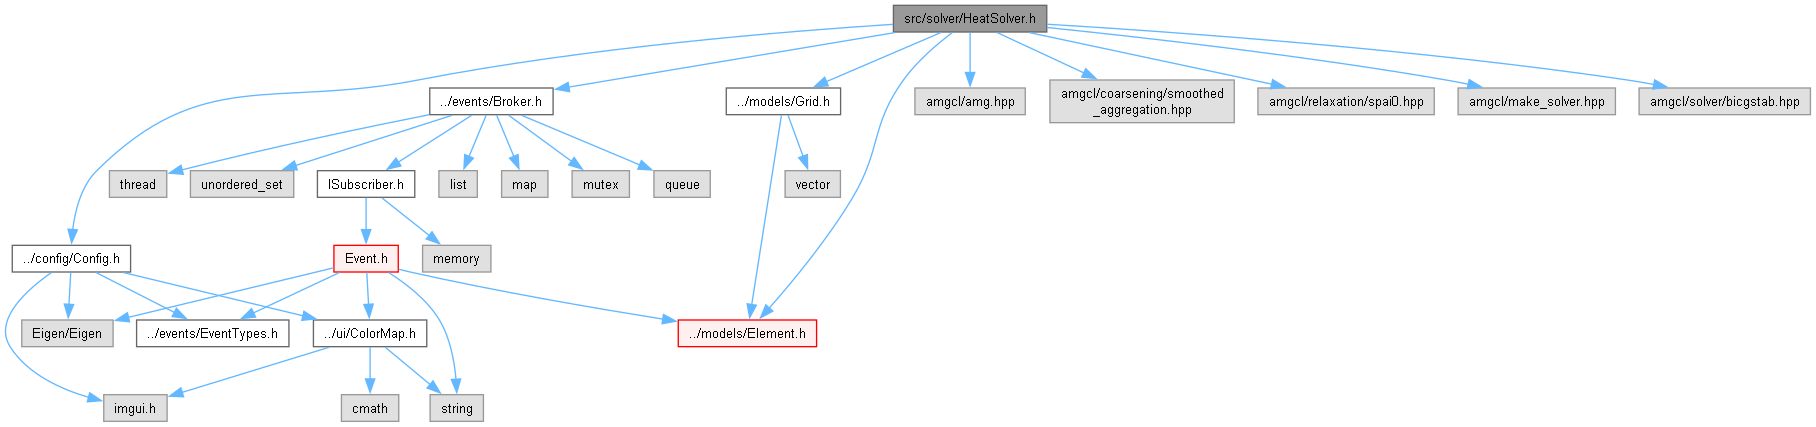 src/solver/HeatSolver.h
../events/Broker.h
../models/Grid.h
amgcl/amg.hpp
amgcl/coarsening/smoothed
_aggregation.hpp
amgcl/relaxation/spai0.hpp
amgcl/make_solver.hpp
amgcl/solver/bicgstab.hpp
thread
unordered_set
ISubscriber.h
list
map
mutex
queue
vector
../config/Config.h
Event.h
memory
Eigen/Eigen
../events/EventTypes.h
../ui/ColorMap.h
../models/Element.h
imgui.h
cmath
string